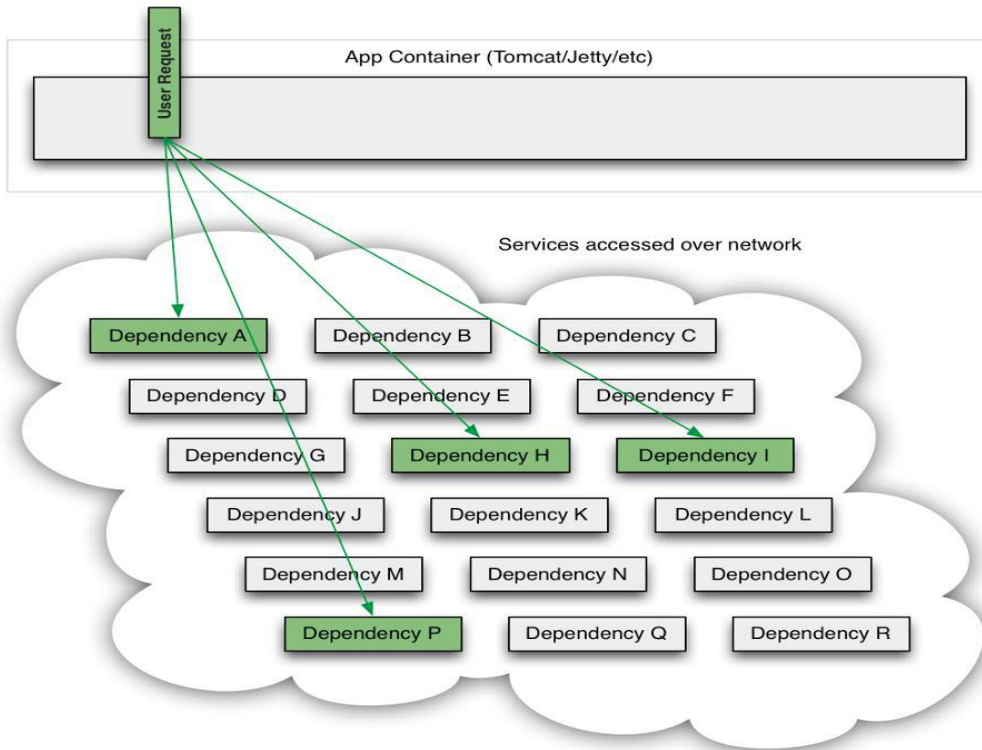 User Request
App Container (Tomcat/Jetty/etc)
Services accessed over network
Dependency A
Dependency B
Dependency C
Dependency D
Dependency E
Dependency F
Dependency G
Dependency H
Dependency I
Dependency J
Dependency K
Dependency L
Dependency M
Dependency N
Dependency O
Dependency P
Dependency Q
Dependency R